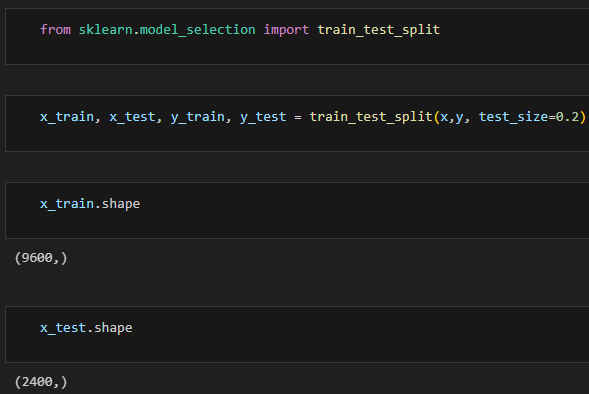 from sklearn.model_selection import train_test_split
x_train, x_test, y_train, y_test = train_test_split(x,y, test_size=0.2)
x_train.shape
(9600,)
x_test.shape
(2400,)